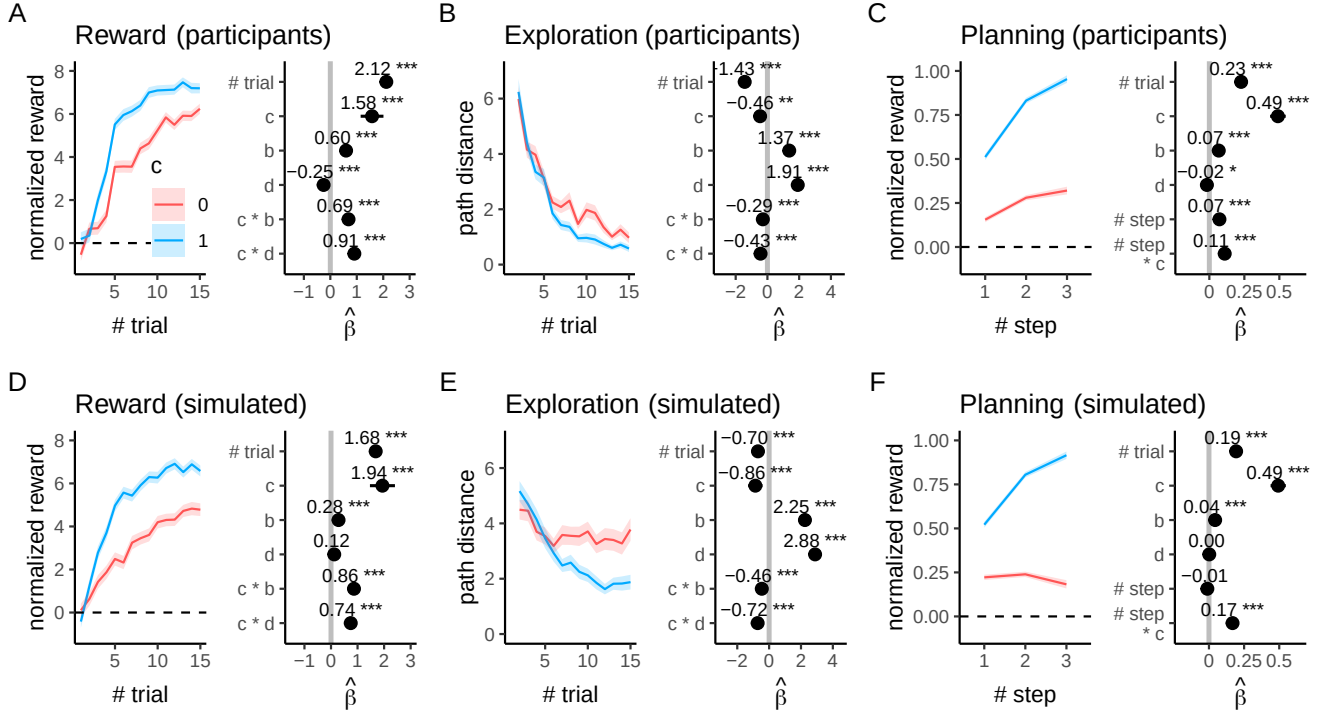 A
Reward (participants)
normalized reward
8
6
4
2
0
c
0
1
5
10
15
# trial
# trial
2.12 ***
c
1.58 ***
b
0.60 ***
d
−0.25 ***
c * b
0.69 ***
c * d
0.91 ***
−1 0 1 2 3
β̂
B
Exploration (participants)
path distance
6
4
2
0
5
10
15
# trial
# trial
−1.43 ***
c
−0.46 **
b
1.37 ***
d
1.91 ***
c * b
−0.29 ***
c * d
−0.43 ***
−2 0 2 4
β̂
C
Planning (participants)
normalized reward
1.00
0.75
0.50
0.25
0.00
1 2 3
# step
# trial
0.23 ***
c
0.49 ***
b
0.07 ***
d
−0.02 *
# step
0.07 ***
# step
* c
0.11 ***
0 0.25 0.5
β̂
D
Reward (simulated)
normalized reward
8
6
4
2
0
5
10
15
# trial
# trial
1.68 ***
c
1.94 ***
b
0.28 ***
d
0.12
c * b
0.86 ***
c * d
0.74 ***
−1 0 1 2 3
β̂
E
Exploration (simulated)
path distance
6
4
2
0
5
10
15
# trial
# trial
−0.70 ***
c
−0.86 ***
b
2.25 ***
d
2.88 ***
c * b
−0.46 ***
c * d
−0.72 ***
−2 0 2 4
β̂
F
Planning (simulated)
normalized reward
1.00
0.75
0.50
0.25
0.00
1 2 3
# step
# trial
0.19 ***
c
0.49 ***
b
0.04 ***
d
0.00
# step
−0.01
# step
* c
0.17 ***
0 0.25 0.5
β̂